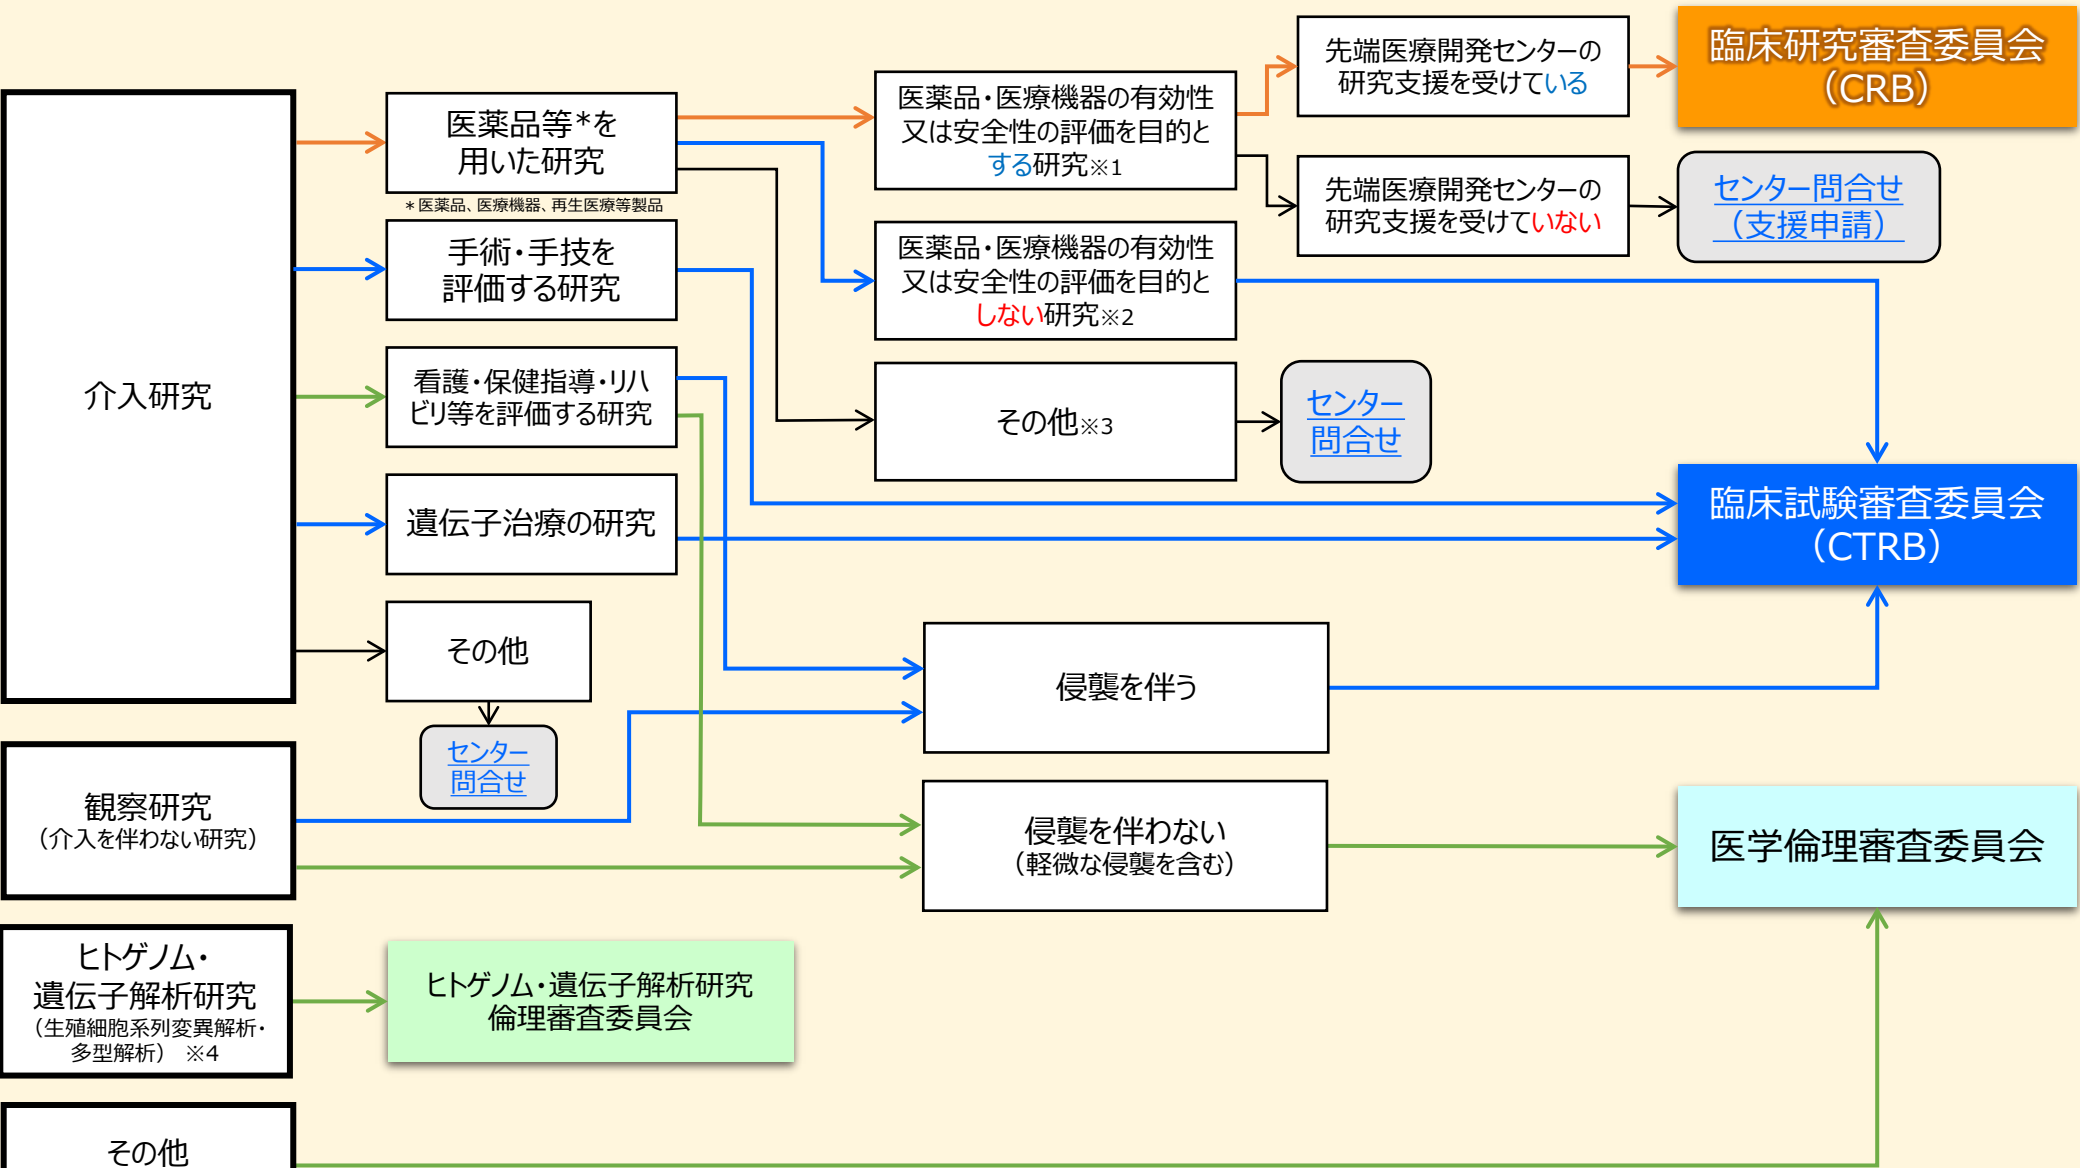 介入研究
医薬品等*を
用いた研究
*医薬品、医療機器、再生医療等製品
手術・手技を
評価する研究
看護・保健指導・リハ
ビリ等を評価する研究
遺伝子治療の研究
その他
センター
問合せ
医薬品・医療機器の有効性
又は安全性の評価を目的と
する研究※1
医薬品・医療機器の有効性
又は安全性の評価を目的と
しない研究※2
その他※3
センター
問合せ
先端医療開発センターの
研究支援を受けている
先端医療開発センターの
研究支援を受けていない
臨床研究審査委員会
（CRB）
センター問合せ
（支援申請）
臨床試験審査委員会
（CTRB）
観察研究
（介入を伴わない研究）
侵襲を伴う
侵襲を伴わない
（軽微な侵襲を含む）
医学倫理審査委員会
ヒトゲノム・
遺伝子解析研究
（生殖細胞系列変異解析・
多型解析） ※4
ヒトゲノム・遺伝子解析研究
倫理審査委員会
その他